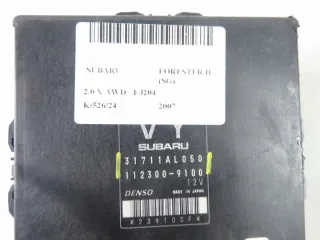 SUBARU FORESTER II
(SG)
2.0 X AWD EJ204
K/526/24 2007
V Y
SUBARU
31711AL050
112300-9100
12V
DENSO MADE IN JAPAN